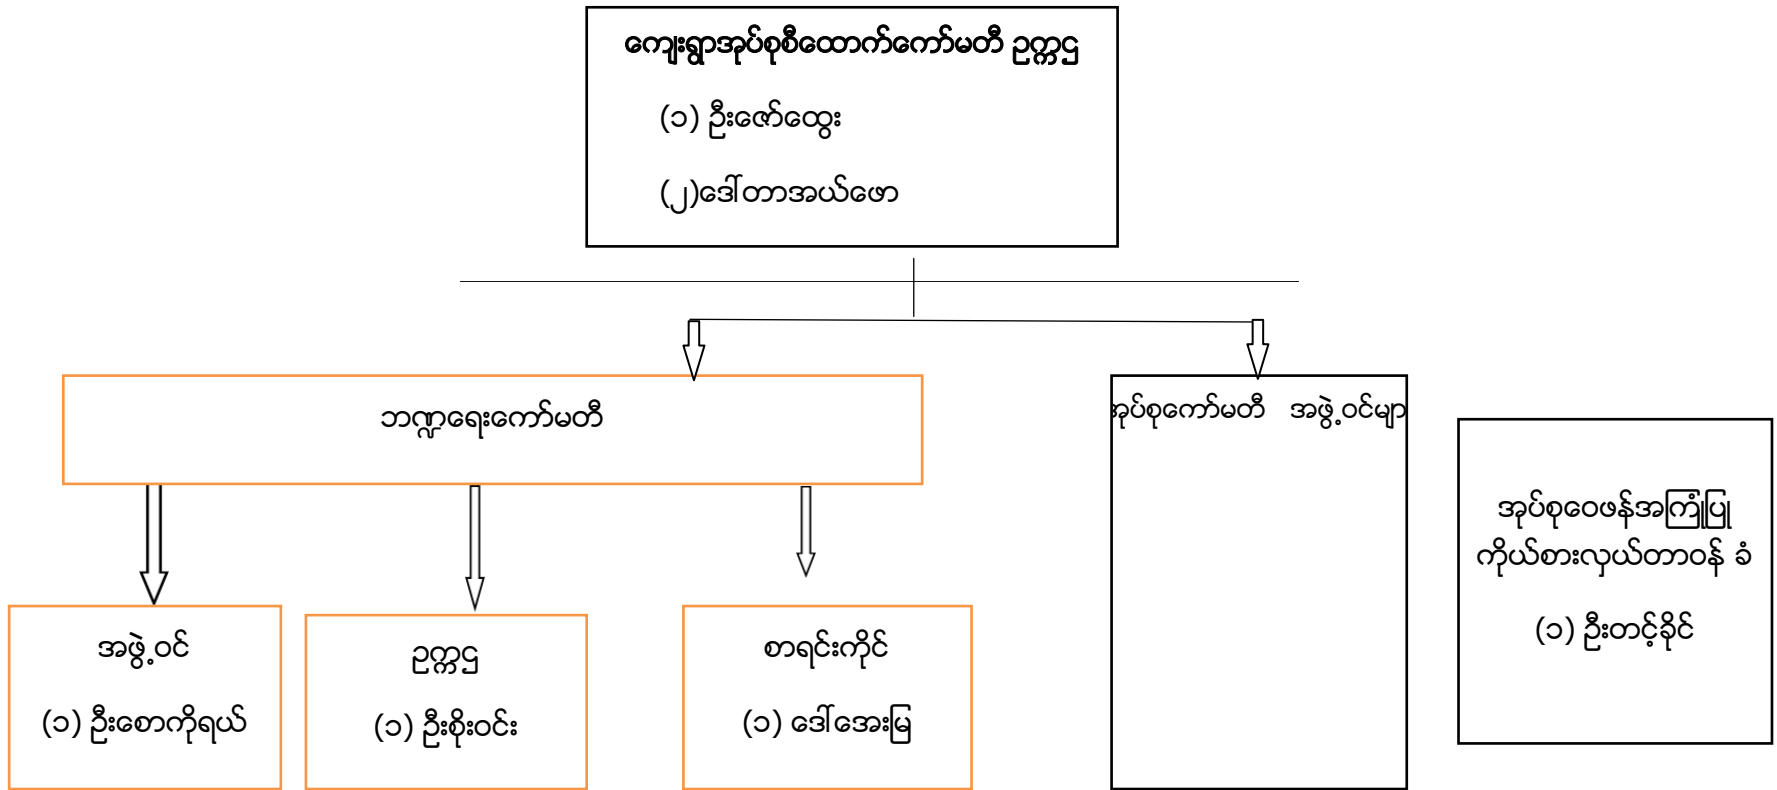 ကျေးရွာအုပ်စုစီထောက်ကော်မတီ ဥက္ကဌ
(၁) ဦးဇော်ထွေး
(၂)ဒေါ်တာအယ်ဖော
ဘဏ္ဍရေးကော်မတီ
အုပ်စုကော်မတီ အဖွဲ့ဝင်မျာ
အုပ်စုဝေဖန်အကြံပြု
ကိုယ်စားလှယ်တာဝန် ခံ
(၁) ဦးတင့်ခိုင်
အဖွဲ့ဝင်
(၁) ဦးစောကိုရယ်
ဥက္ကဌ
(၁) ဦးစိုးဝင်း
စာရင်းကိုင်
(၁) ဒေါ်အေးမြ